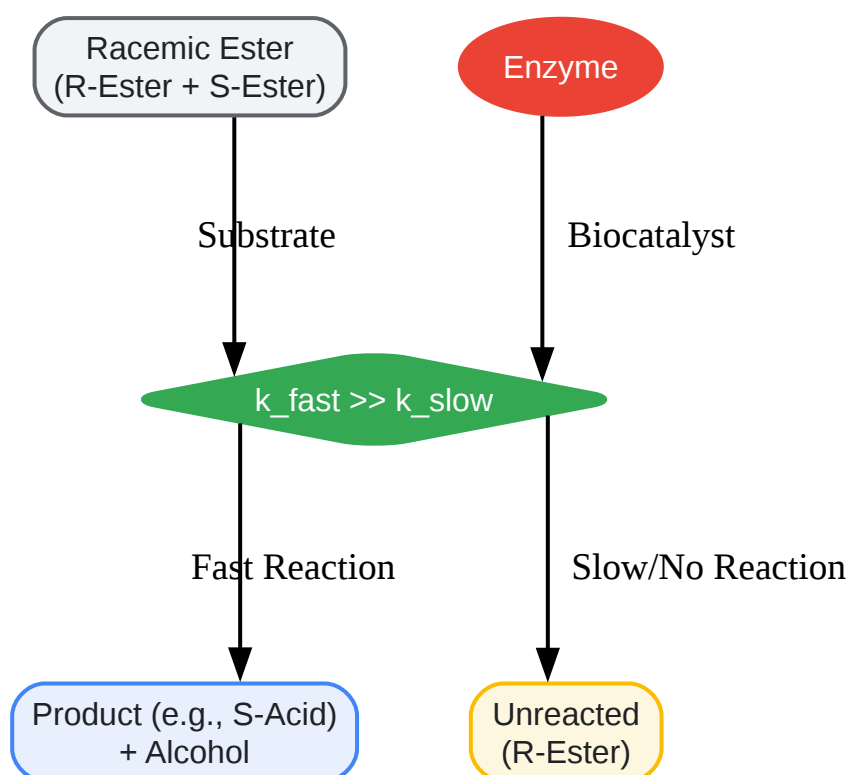 Racemic Ester
(R-Ester + S-Ester)
Enzyme
Substrate
Biocatalyst
k_fast >> k_slow
Fast Reaction
Slow/No Reaction
Product (e.g., S-Acid)
+ Alcohol
Unreacted
(R-Ester)